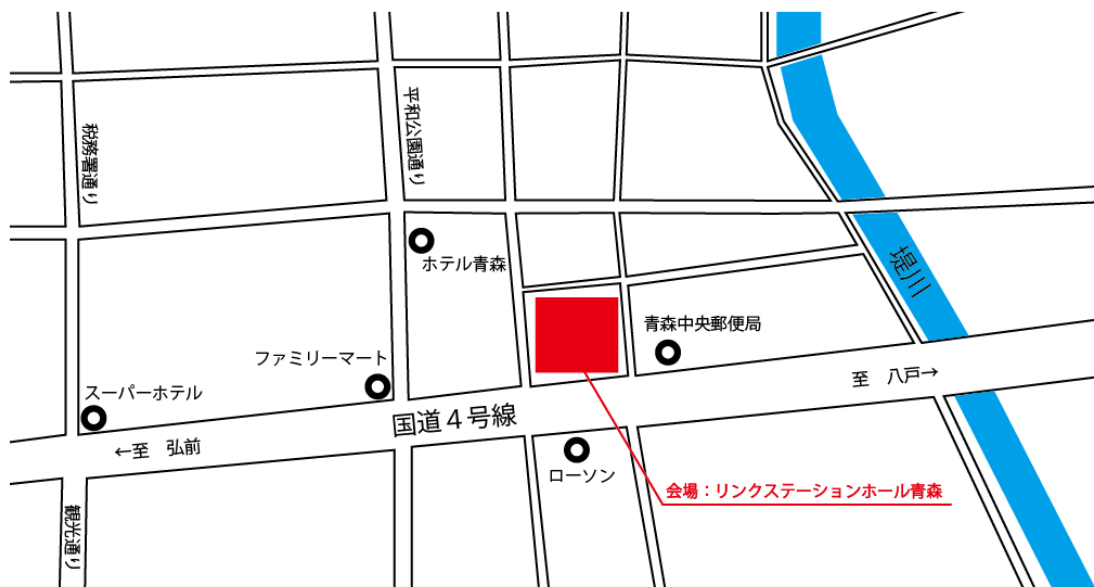 税務署通り
平和公園通り
ホテル青森
堤川
青森中央郵便局
ファミリーマート
スーパーホテル
至　八戸→
国道４号線
←至　弘前
ローソン
会場：リンクステーションホール青森
観光通り